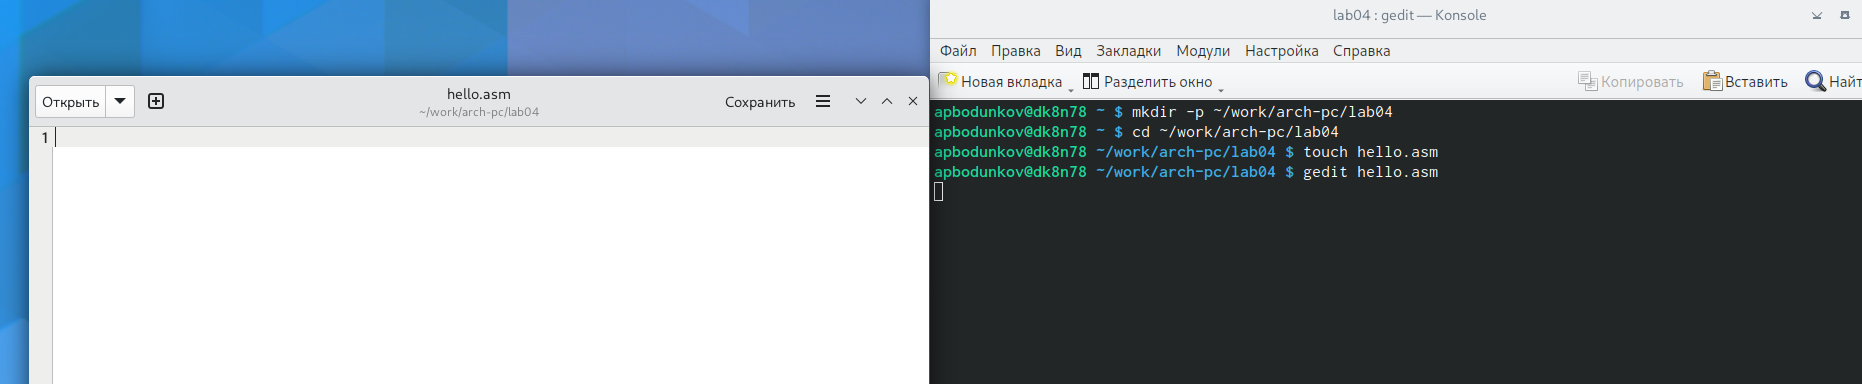 Открыть
hello.asm
~/work/arch-pc/lab04
Сохранить
1
lab04 : gedit — Konsole
Файл Правка Вид Закладки Модули Настройка Справка
Новая вкладка Разделить окно Копировать Вставить Найт
apbodunkov@dk8n78 ~ $ mkdir -p ~/work/arch-pc/lab04
apbodunkov@dk8n78 ~ $ cd ~/work/arch-pc/lab04
apbodunkov@dk8n78 ~/work/arch-pc/lab04 $ touch hello.asm
apbodunkov@dk8n78 ~/work/arch-pc/lab04 $ gedit hello.asm